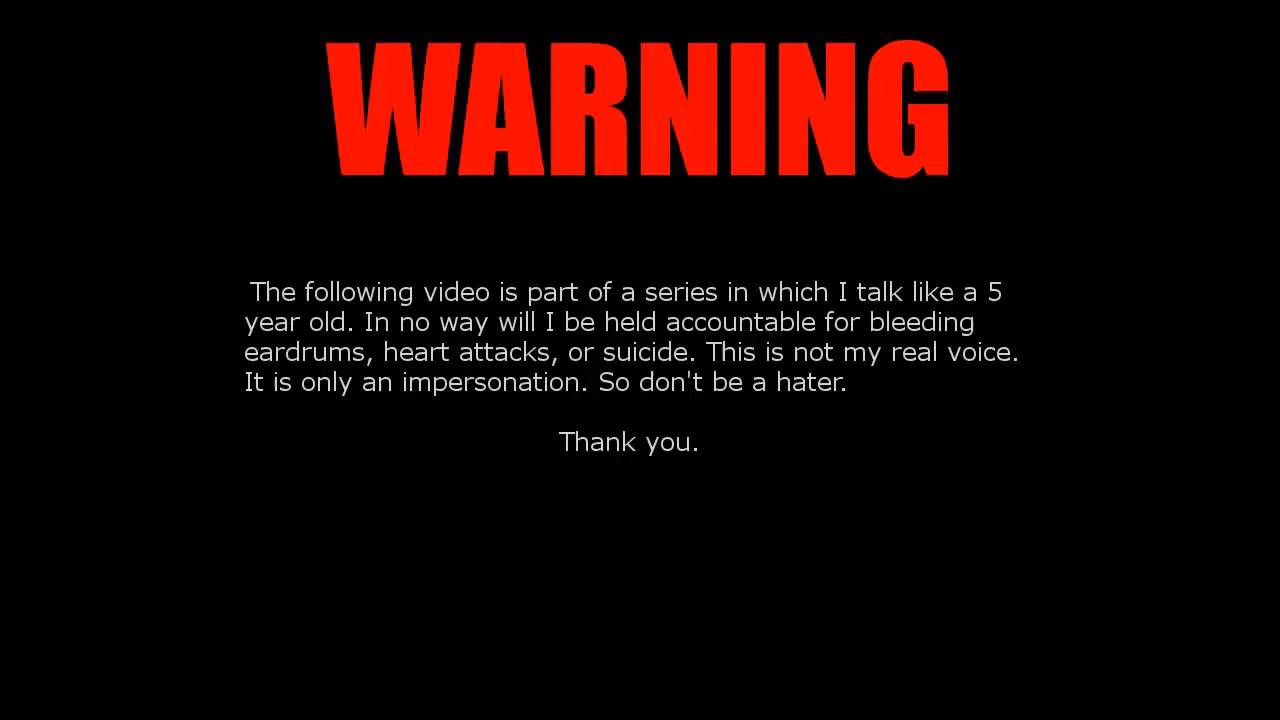 WARNING
The following video is part of a series in which I talk like a 5
year old. In no way will I be held accountable for bleeding
eardrums, heart attacks, or suicide. This is not my real voice.
It is only an impersonation. So don't be a hater.
Thank you.